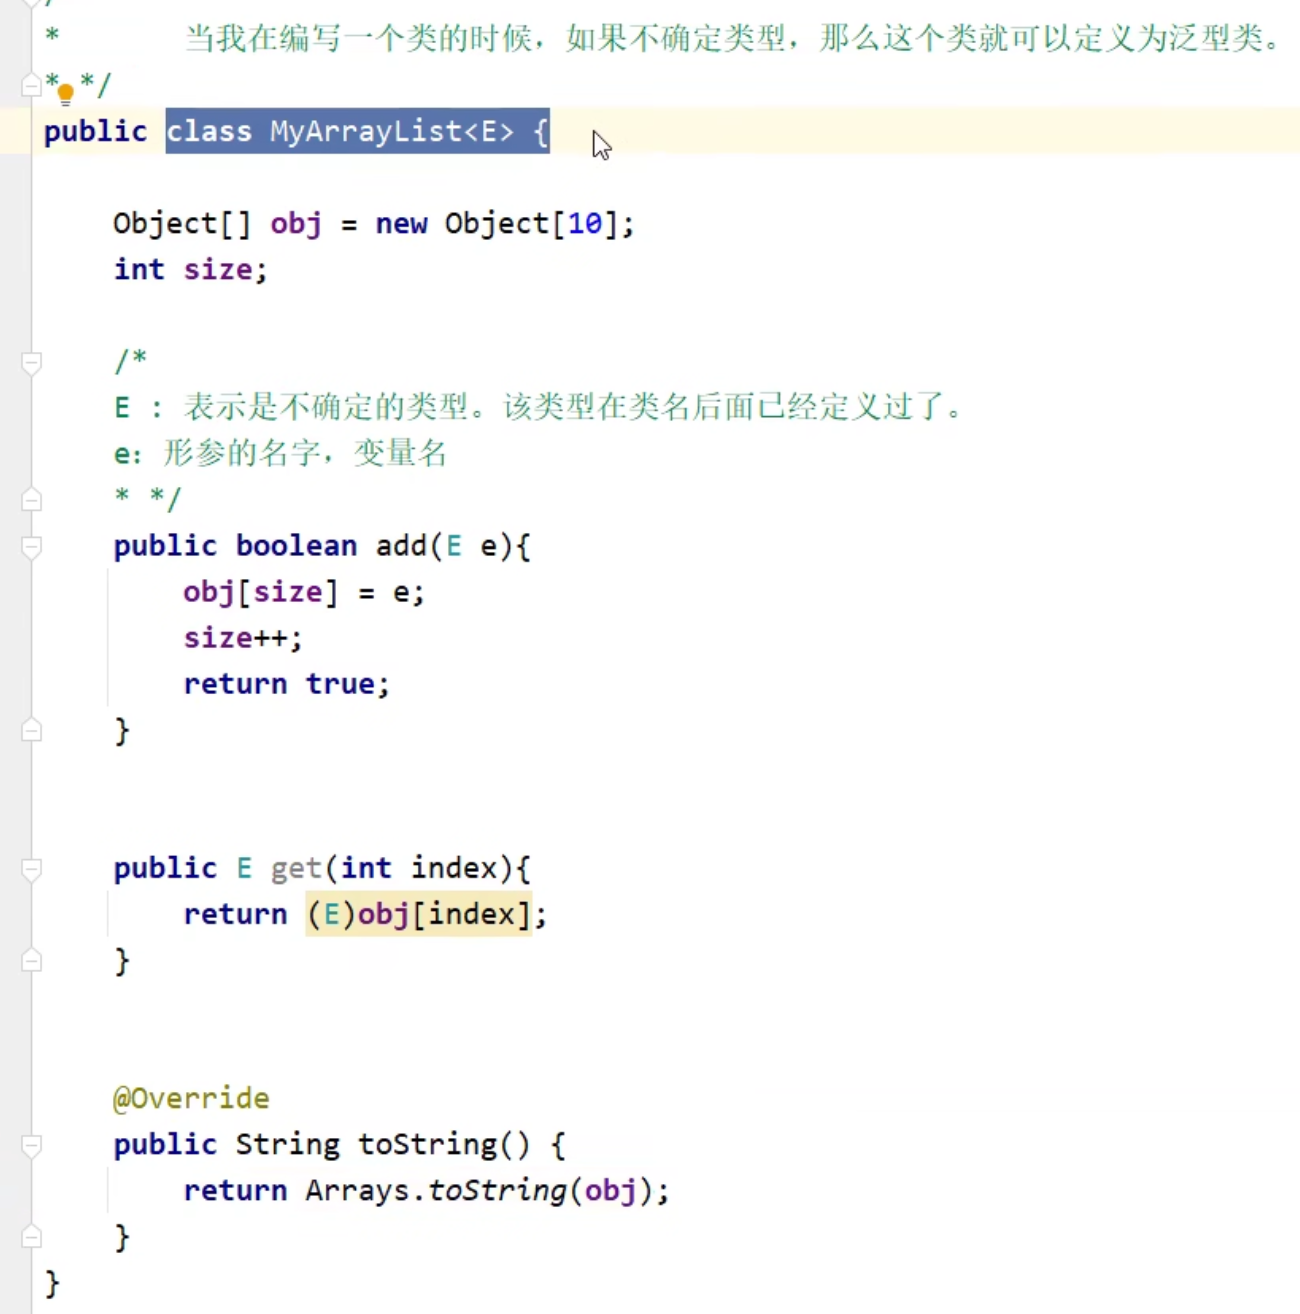 * 当我在编写一个类的时候，如果不确定类型，那么这个类就可以定义为泛型类。
* */
public class MyArrayList<E> {
Object[] obj = new Object[10];
int size;
/*
E : 表示是不确定的类型。该类型在类名后面已经定义过了。
e: 形参的名字，变量名
* */
public boolean add(E e){
obj[size] = e;
size++;
return true;
}
public E get(int index){
return (E)obj[index];
}
@Override
public String toString() {
return Arrays.toString(obj);
}
}